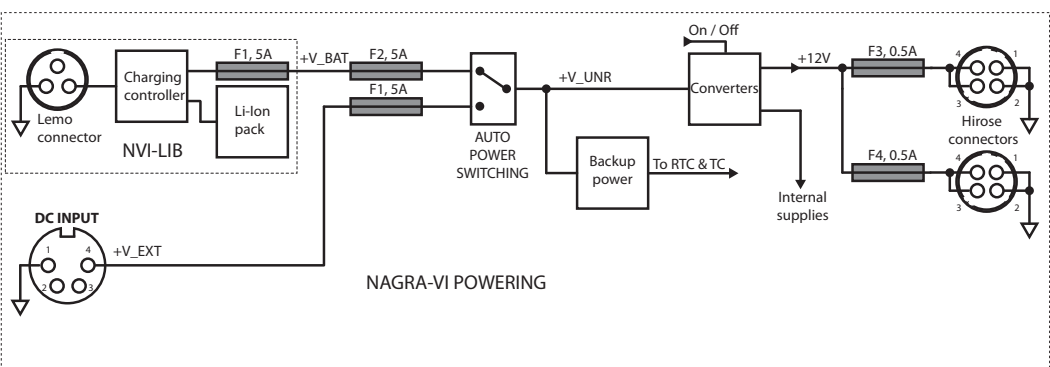 On / Off
F1, 5A
+V_BAT
F2, 5A
+12V
F3, 0.5A
4
1
Charging
controller
+V_UNR
Converters
F1, 5A
Li-Ion
pack
3
2
Lemo
connector
Hirose
connectors
NVI-LIB
AUTO
POWER
SWITCHING
Backup
power
To RTC & TC
F4, 0.5A
4
1
Internal
supplies
3
2
DC INPUT
1
4
+V_EXT
2
3
NAGRA-VI POWERING